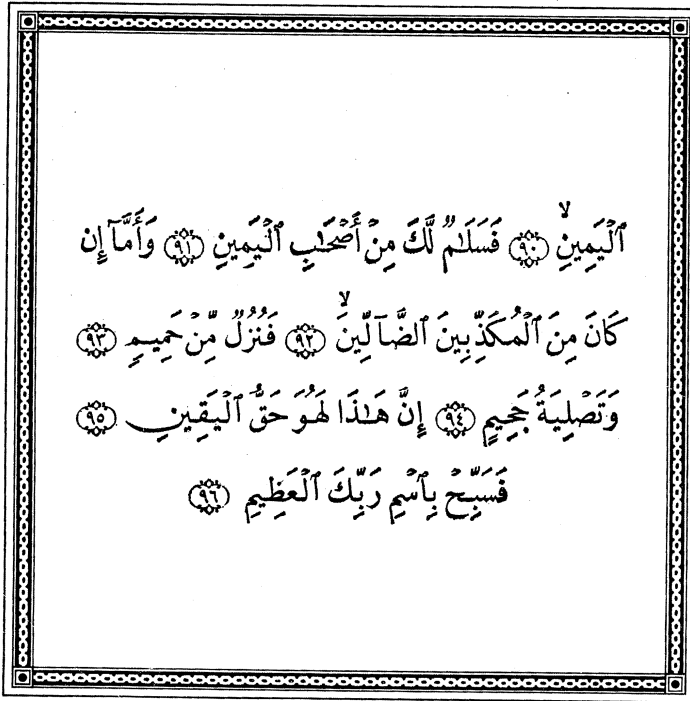 ٱلۡيَمِينِۙ ٩٠ فَسَلَٰمٌ لَّكَ مِنۡ أَصۡحَٰبِ ٱلۡيَمِينِ ٩١ وَأَمَّآ إِن
كَانَ مِنَ ٱلۡمُكَذِّبِينَ ٱلضَّآلِّينَۙ ٩٢ فَنُزُلٌ مِّنۡ حَمِيمٍ ٩٣
وَتَصۡلِيَةُ جَحِيمٍ ٩٤ إِنَّ هَٰذَا لَهُوَ حَقُّ ٱلۡيَقِينِ ٩٥
فَسَبِّحۡ بِٱسۡمِ رَبِّكَ ٱلۡعَظِيمِ ٩٦